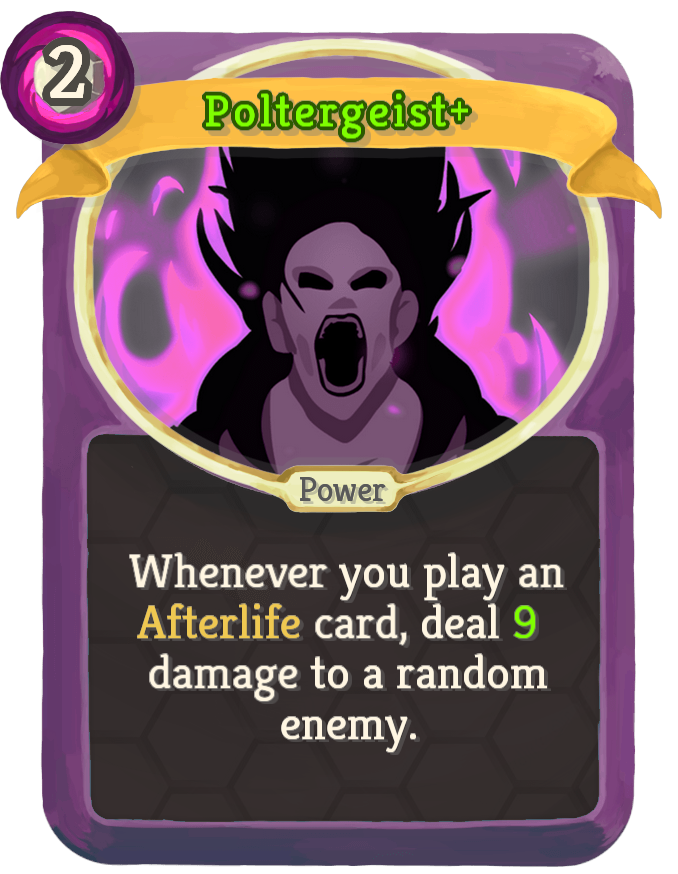 2
Poltergeist+
Power
Whenever you play an
Afterlife card, deal 9
damage to a random
enemy.